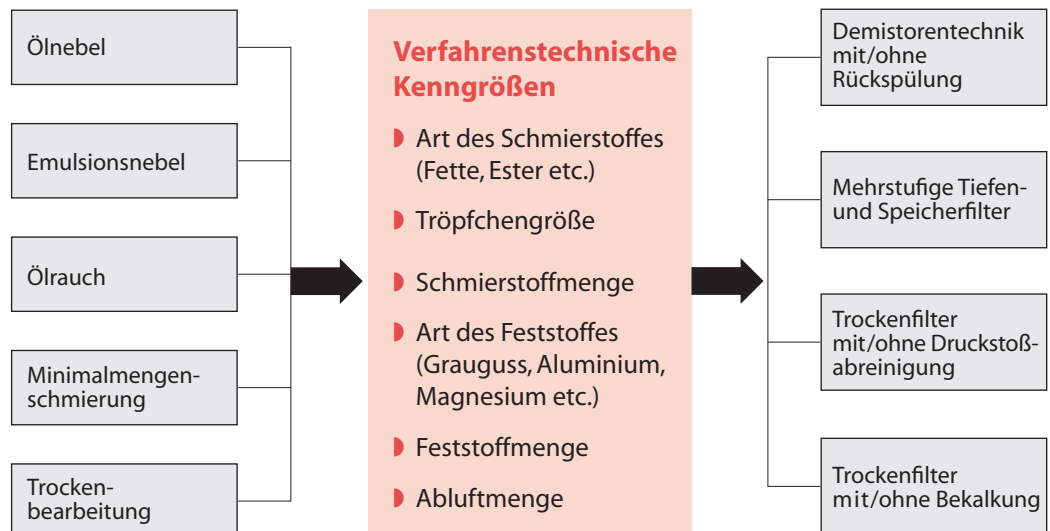 Ölnebel
Emulsionsnebel
Ölrauch
Minimalmengen-
schmierung
Trocken-
bearbeitung
Verfahrenstechnische
Kenngrößen
Art des Schmierstoffes
(Fette, Ester etc.)
Tröpfchengröße
Schmierstoffmenge
Art des Feststoffes
(Grauguss, Aluminium,
Magnesium etc.)
Feststoffmenge
Abluftmenge
Demistorentechnik
mit/ohne
Rückspülung
Mehrstufige Tiefen-
und Speicherfilter
Trockenfilter
mit/ohne Druckstoß-
abreinigung
Trockenfilter
mit/ohne Bekalkung